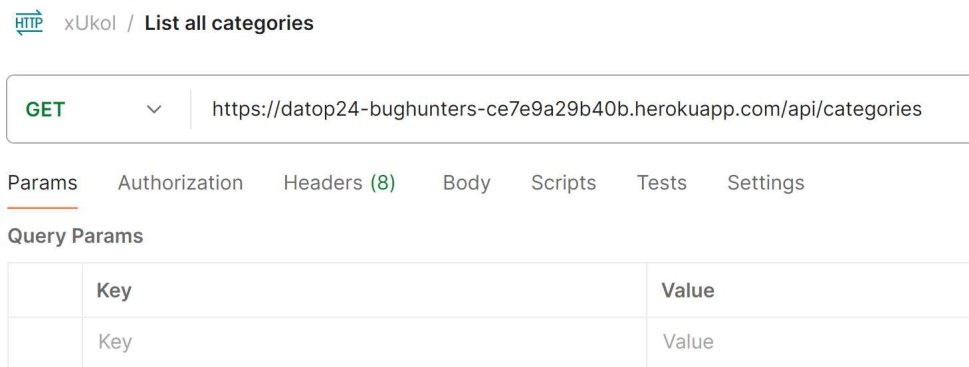 HTTP xUkol / List all categories
GET https://datop24-bughunters-ce7e9a29b40b.herokuapp.com/api/categories
Params Authorization Headers (8) Body Scripts Tests Settings
Query Params
Key Value
Key Value